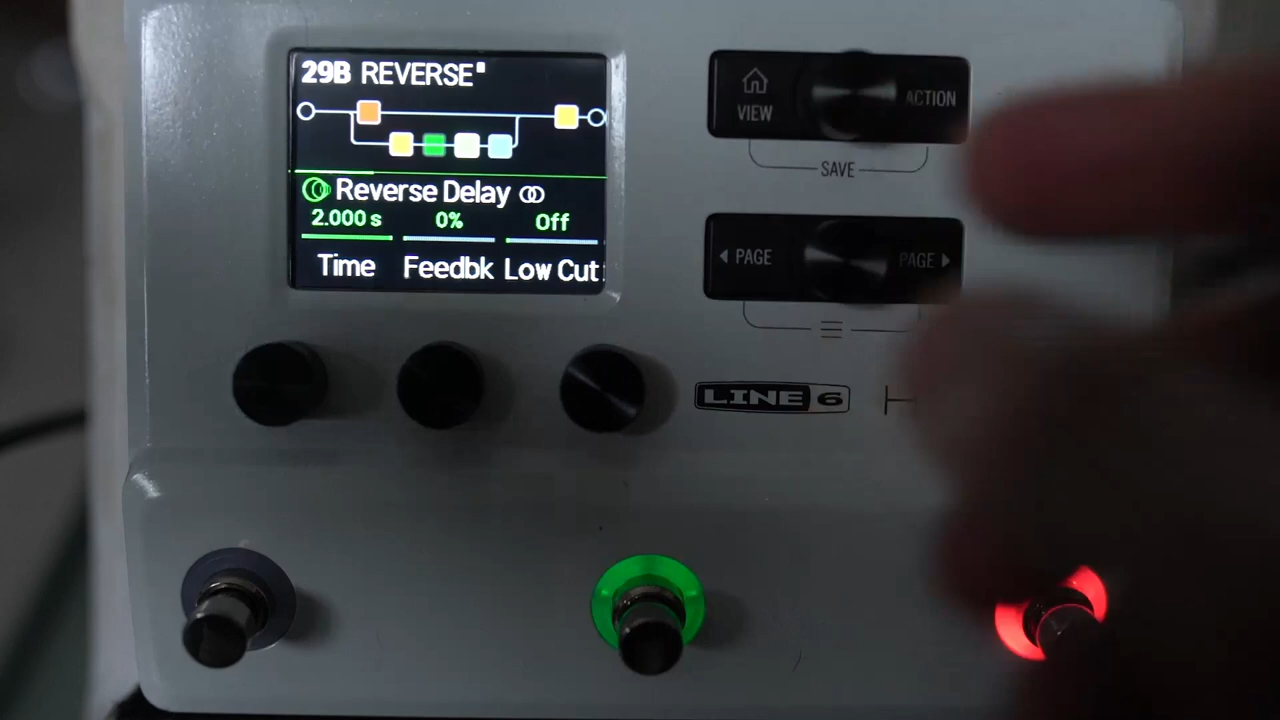 29B REVERSE
Reverse Delay
2.000 s 0% Off
Time Feedbk Low Cut
VIEW ACTION
SAVE
PAGE PAGE
LINE 6